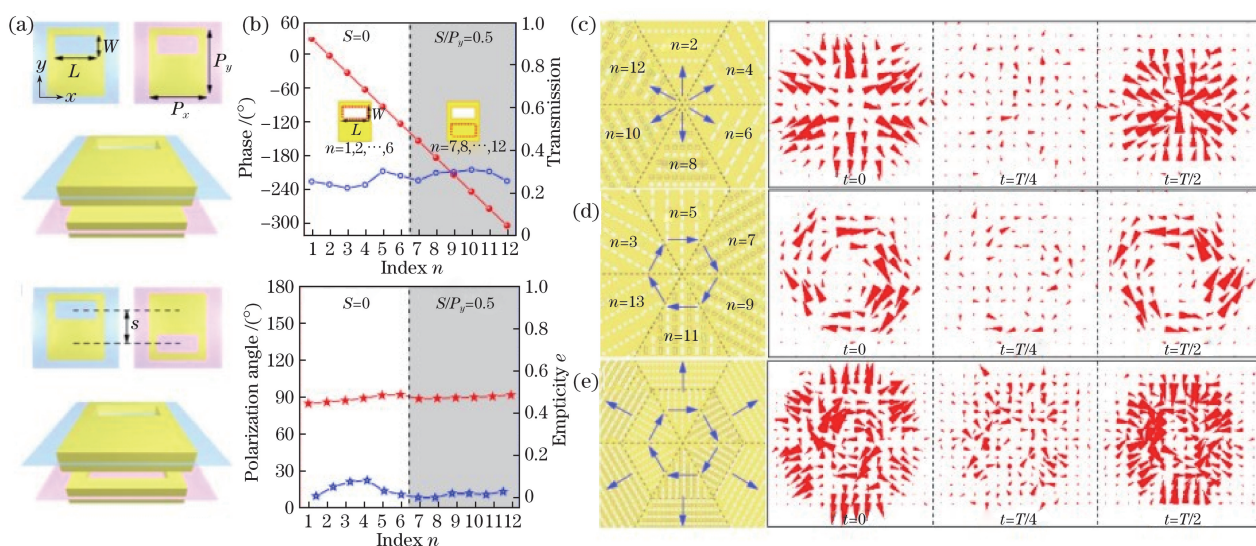 (a)
W
L
y
x
P_y
P_x
s
(b)
60
0
−60
−120
−180
−240
−300
Phase /(°)
S=0
S/P_y=0.5
W
L
n=1,2,···,6
n=7,8,···,12
1.0
0.8
0.6
0.4
0.2
0
Transmission
1 2 3 4 5 6 7 8 9 10 11 12
Index n
180
150
120
90
60
30
0
Polarization angle /(°)
S=0
S/P_y=0.5
1.0
0.8
0.6
0.4
0.2
0
Empticity e
1 2 3 4 5 6 7 8 9 10 11 12
Index n
(c)
n=2
n=12
n=4
n=10
n=6
n=8
t=0
t=T/4
t=T/2
(d)
n=5
n=3
n=7
n=13
n=9
n=11
t=0
t=T/4
t=T/2
(e)
t=0
t=T/4
t=T/2